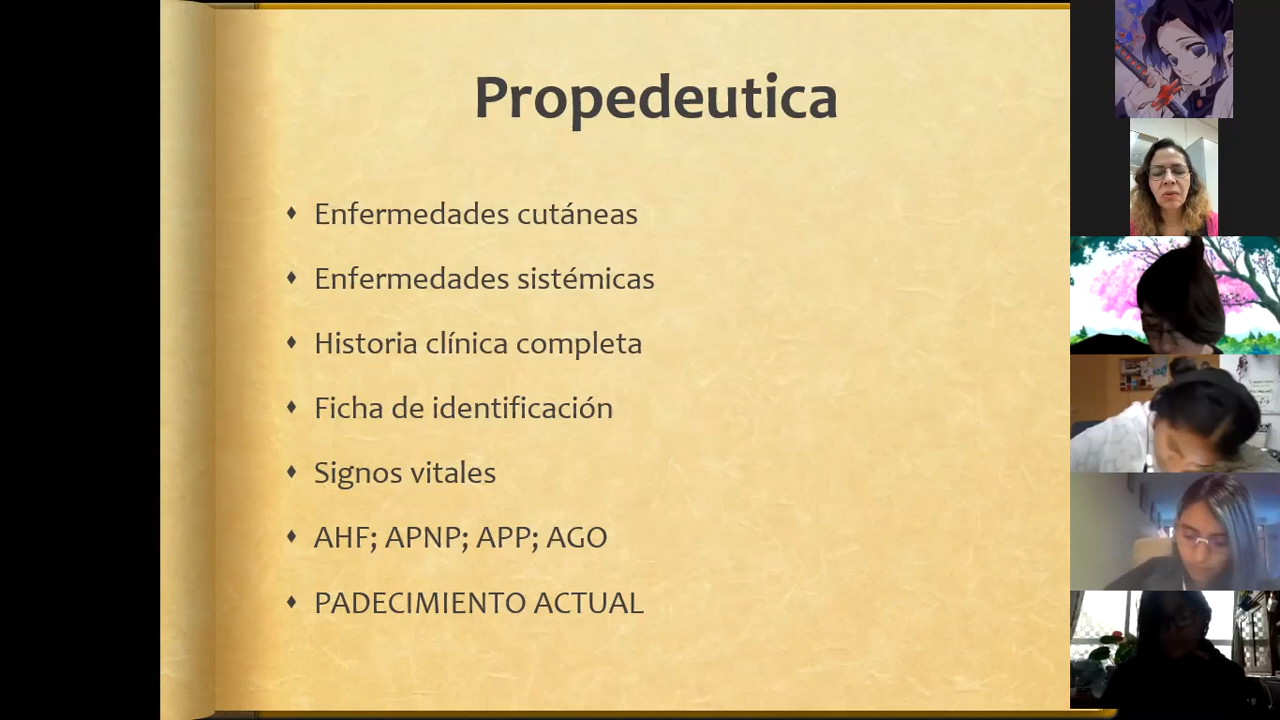 Propedeutica
Enfermedades cutáneas
Enfermedades sistémicas
Historia clínica completa
Ficha de identificación
Signos vitales
AHF; APNP; APP; AGO
PADECIMIENTO ACTUAL